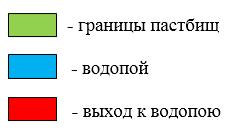 - границы пастбищ
- водопой
- выход к водопою